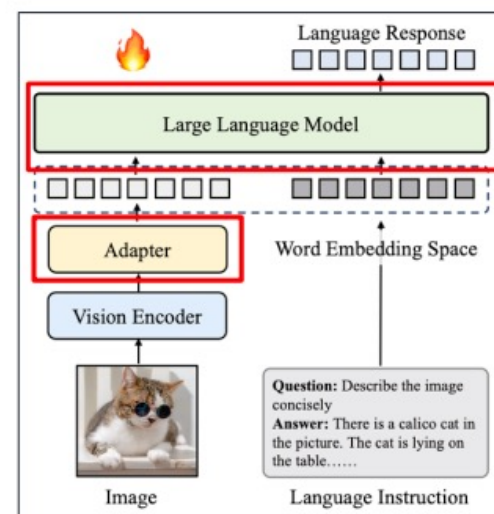 Language Response
Large Language Model
Adapter
Word Embedding Space
Vision Encoder
Question: Describe the image
concisely
Answer: There is a calico cat in
the picture. The cat is lying on
the table……
Image
Language Instruction